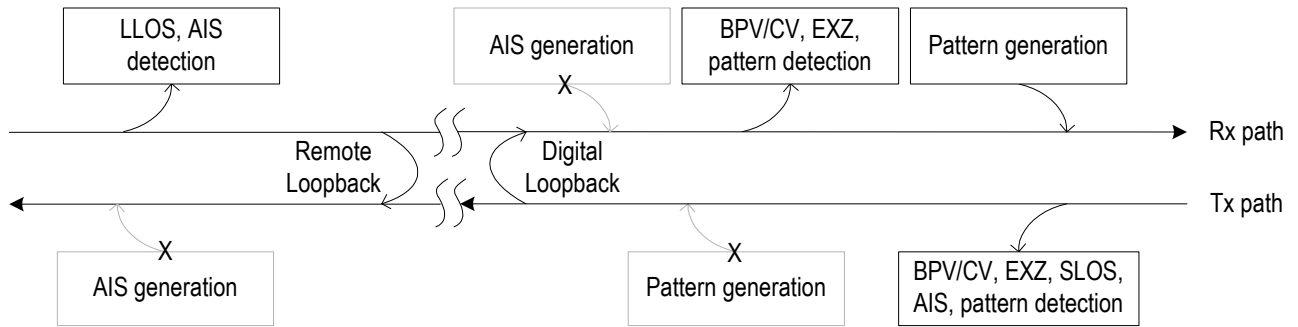 LLOS, AIS
detection
AIS generation
X
BPV/CV, EXZ,
pattern detection
Pattern generation
Rx path
Remote
Loopback
Digital
Loopback
Tx path
X
AIS generation
X
Pattern generation
BPV/CV, EXZ, SLOS,
AIS, pattern detection